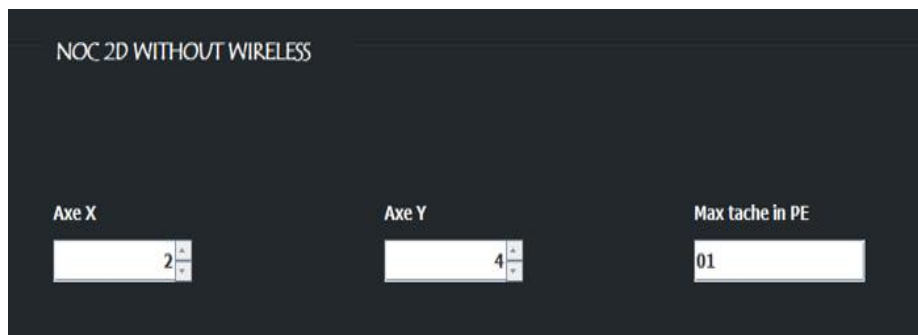 NOC 2D WITHOUT WIRELESS
Axe X Axe Y Max tache in PE
2 4 01